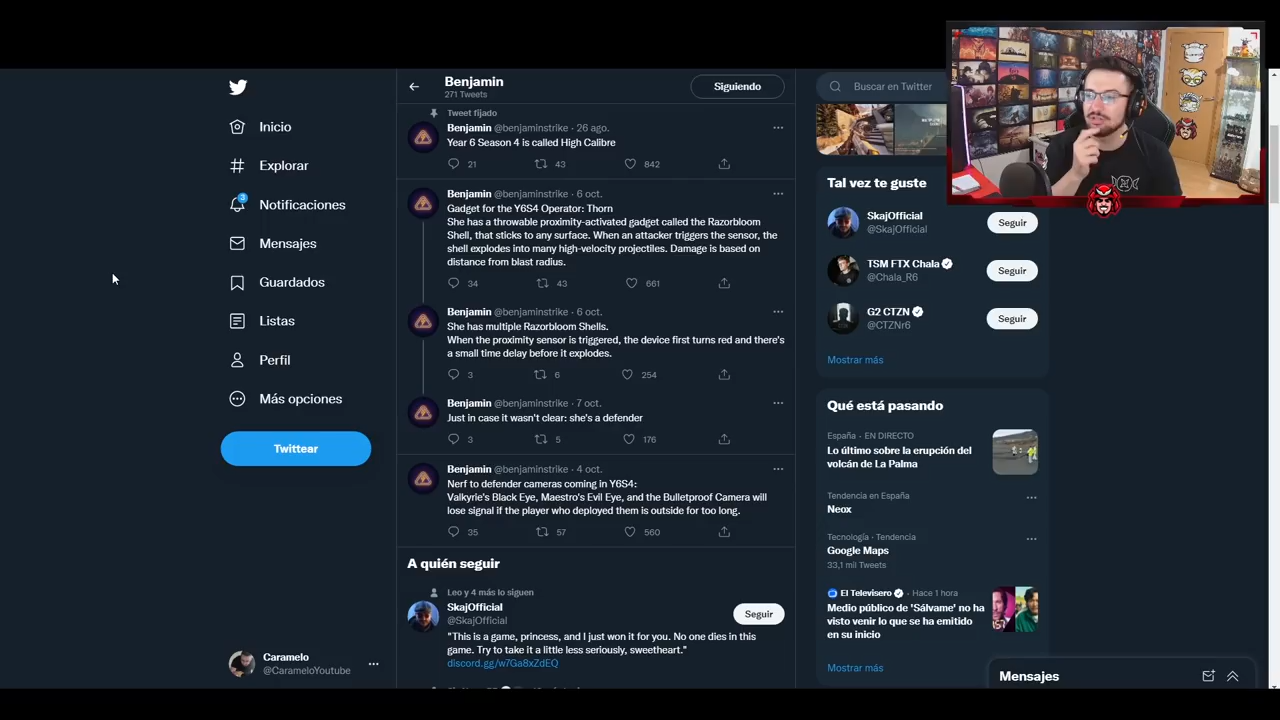 Inicio
Explorar
3
Notificaciones
Mensajes
Guardados
Listas
Perfil
Más opciones
Twittear
Caramelo
@CarameloYoutube
Benjamin
271 Tweets
Siguiendo
Tweet fijado
Benjamin @benjaminstrike · 26 ago.
Year 6 Season 4 is called High Calibre
21 43 842
Benjamin @benjaminstrike · 6 oct.
Gadget for the Y6S4 Operator: Thorn
She has a throwable proximity-activated gadget called the Razorbloom
Shell, that sticks to any surface. When an attacker triggers the sensor, the
shell explodes into many high-velocity projectiles. Damage is based on
distance from blast radius.
34 43 661
Benjamin @benjaminstrike · 6 oct.
She has multiple Razorbloom Shells.
When the proximity sensor is triggered, the device first turns red and there's
a small time delay before it explodes.
3 6 254
Benjamin @benjaminstrike · 7 oct.
Just in case it wasn't clear: she's a defender
3 5 176
Benjamin @benjaminstrike · 4 oct.
Nerf to defender cameras coming in Y6S4:
Valkyrie's Black Eye, Maestro's Evil Eye, and the Bulletproof Camera will
lose signal if the player who deployed them is outside for too long.
35 57 560
A quién seguir
Leo y 4 más lo siguen
SkajOfficial
@SkajOfficial
Seguir
"This is a game, princess, and I just won it for you. No one dies in this
game. Try to take it a little less seriously, sweetheart."
discord.gg/w7Ga8xZdEQ
Buscar en Twitter
Tal vez te guste
SkajOfficial
@SkajOfficial
Seguir
TSM FTX Chala
@Chala_R6
Seguir
G2 CTZN
@CTZNr6
Seguir
Mostrar más
Qué está pasando
España · EN DIRECTO
Lo último sobre la erupción del
volcán de La Palma
Tendencia en España
Neox
Tecnología · Tendencia
Google Maps
33,1 mil Tweets
El Televisero · Hace 1 hora
Medio público de 'Sálvame' no ha
visto venir lo que se ha emitido
en su inicio
Mostrar más
Mensajes